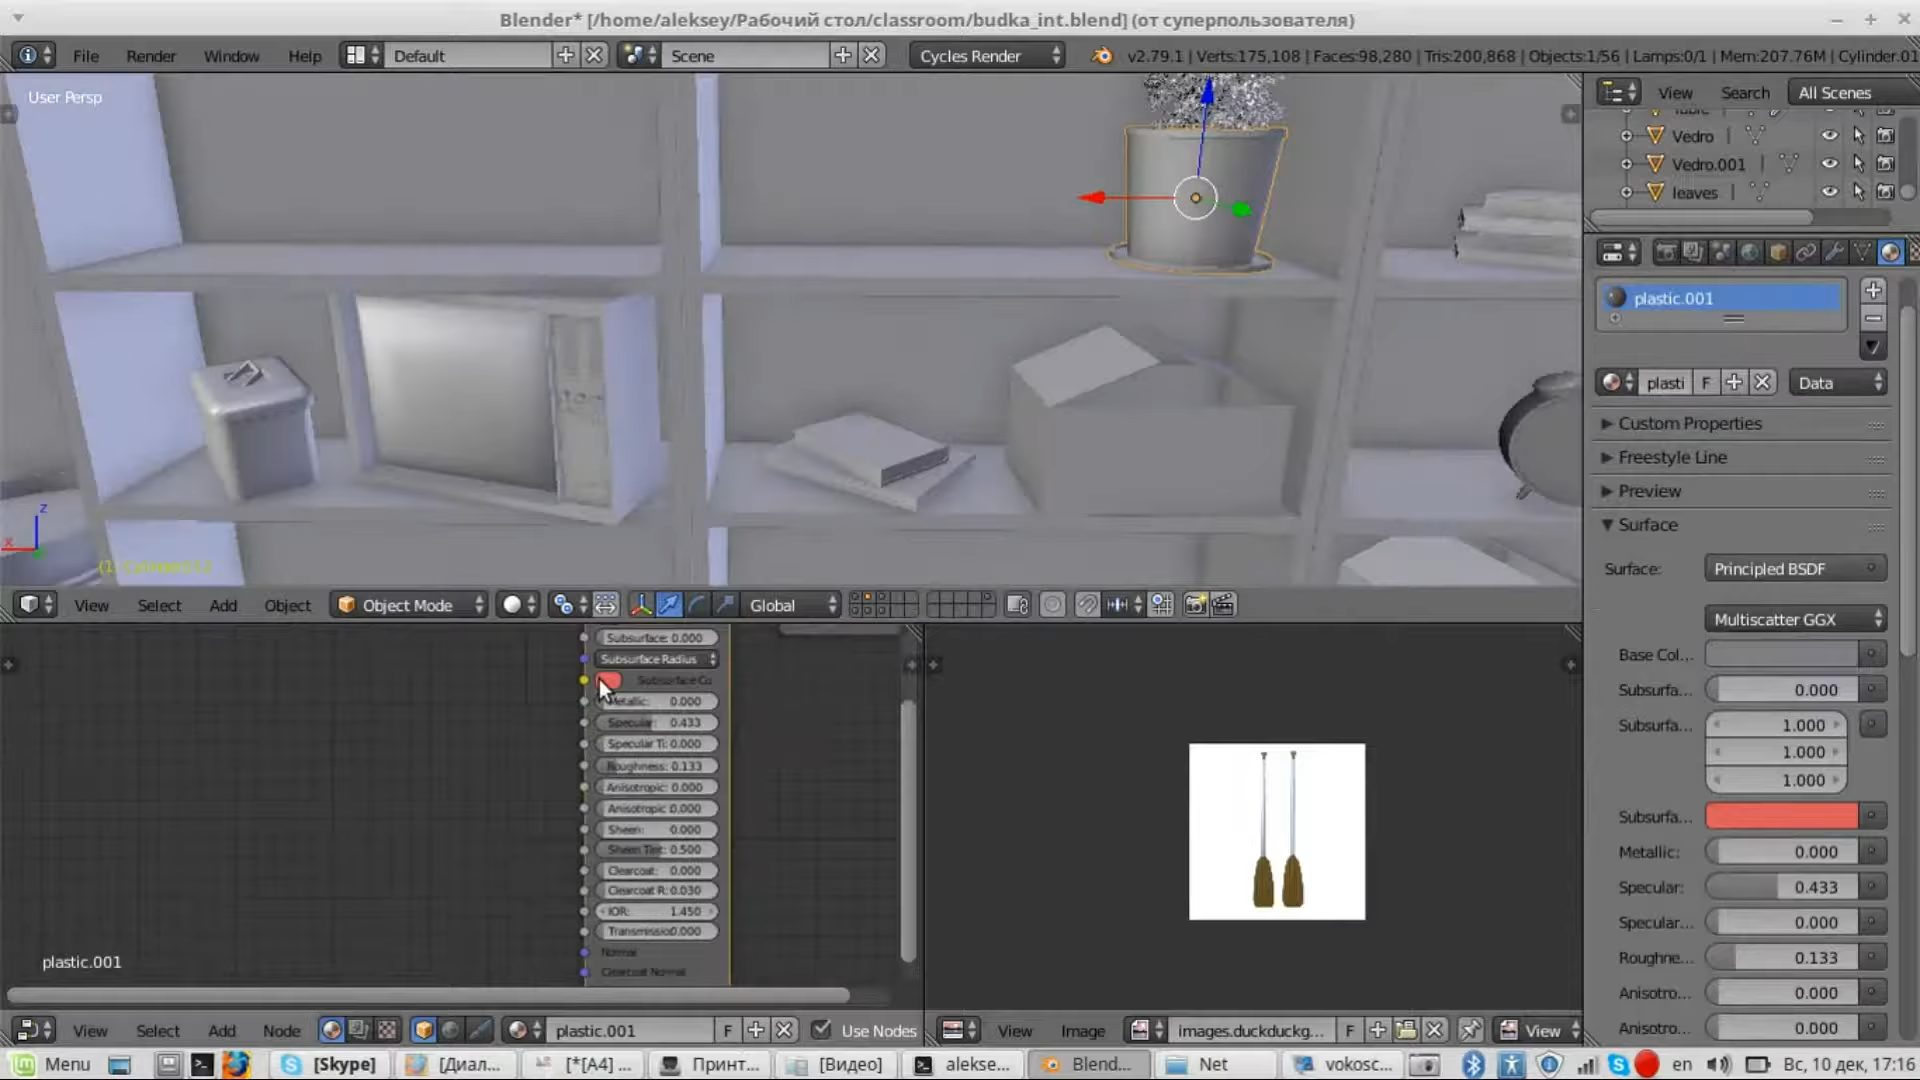 Blender* [/home/aleksey/Рабочий стол/classroom/budka_int.blend] (от суперпользователя)
File Render Window Help Default Scene Cycles Render v2.79.1 | Verts:175,108 | Faces:98,280 | Tris:200,868 | Objects:1/56 | Lamps:0/1 | Mem:207.76M | Cylinder.01
User Persp
View Search All Scenes
Vedro
Vedro.001
leaves
plastic.001
plasti F Data
Custom Properties
Freestyle Line
Preview
Surface
Surface: Principled BSDF
Multiscatter GGX
Base Col...
Subsurfa... 0.000
Subsurfa... 1.000
1.000
1.000
Subsurfa...
Metallic: 0.000
Specular: 0.433
Specular... 0.000
Roughne... 0.133
Anisotro... 0.000
Anisotro... 0.000
z
x
View Select Add Object Object Mode Global
Subsurface: 0.000
Subsurface Radius
Subsurface Co
Metallic: 0.000
Specular: 0.433
Specular Ti: 0.000
Roughness: 0.133
Anisotropic: 0.000
Anisotropic 0.000
Sheen: 0.000
Sheen Tint: 0.500
Clearcoat: 0.000
Clearcoat R: 0.030
IOR: 1.450
Transmissio: 0.000
Normal
Clearcoat Normal
plastic.001
View Select Add Node plastic.001 F Use Nodes
View Image images.duckduckg... F View
Menu [Skype] [Диал... [*[A4] ... Принт... [Видео] alekse... Blend... Net vokosc... en Вс, 10 дек, 17:16